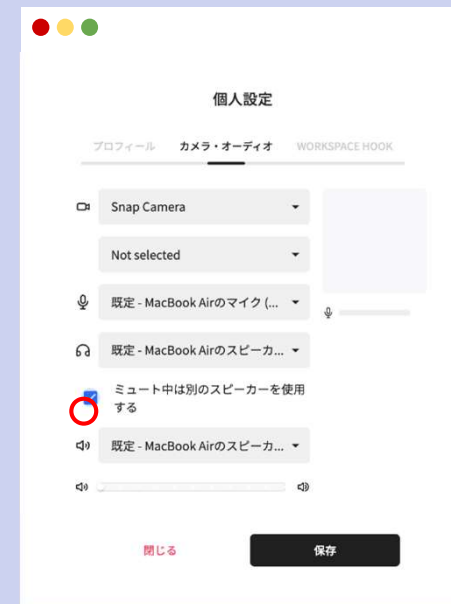 個人設定
プロフィール カメラ・オーディオ WORKSPACE HOOK
Snap Camera
Not selected
既定 - MacBook Airのマイク (...
既定 - MacBook Airのスピーカ...
ミュート中は別のスピーカーを使用
する
既定 - MacBook Airのスピーカ...
閉じる 保存